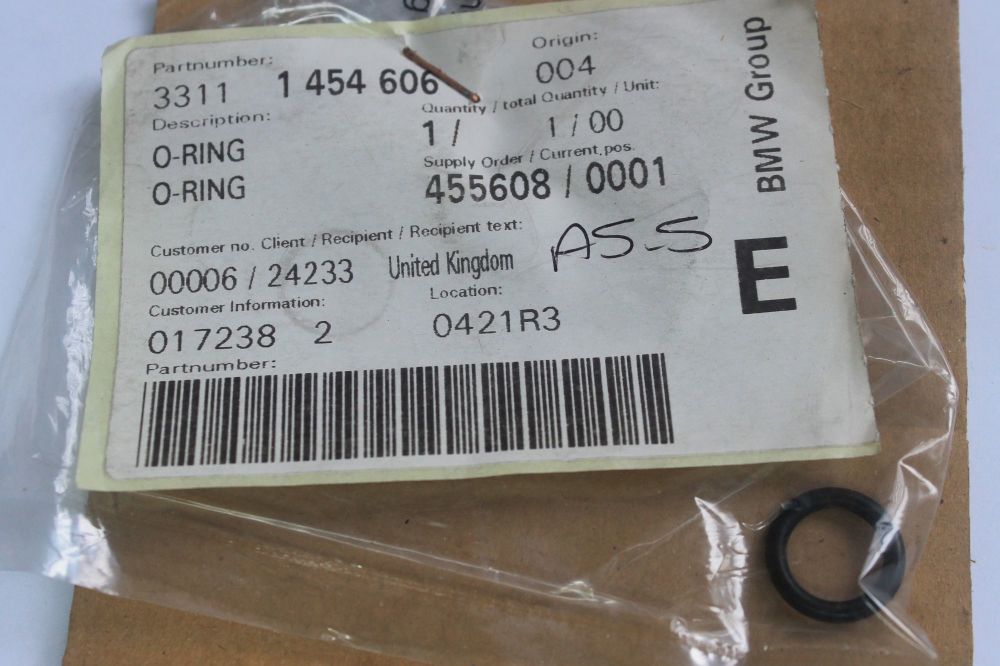 Partnumber:
3311 1 454 606
Origin:
004
Description:
O-RING
O-RING
Quantity / total Quantity / Unit:
1 / 1 / 00
Supply Order / Current.pos.
455608 / 0001
Customer no. Client / Recipient / Recipient text:
00006 / 24233 United Kingdom
A5-5
Customer Information:
017238 2
Location:
0421R3
Partnumber:
BMW Group
E